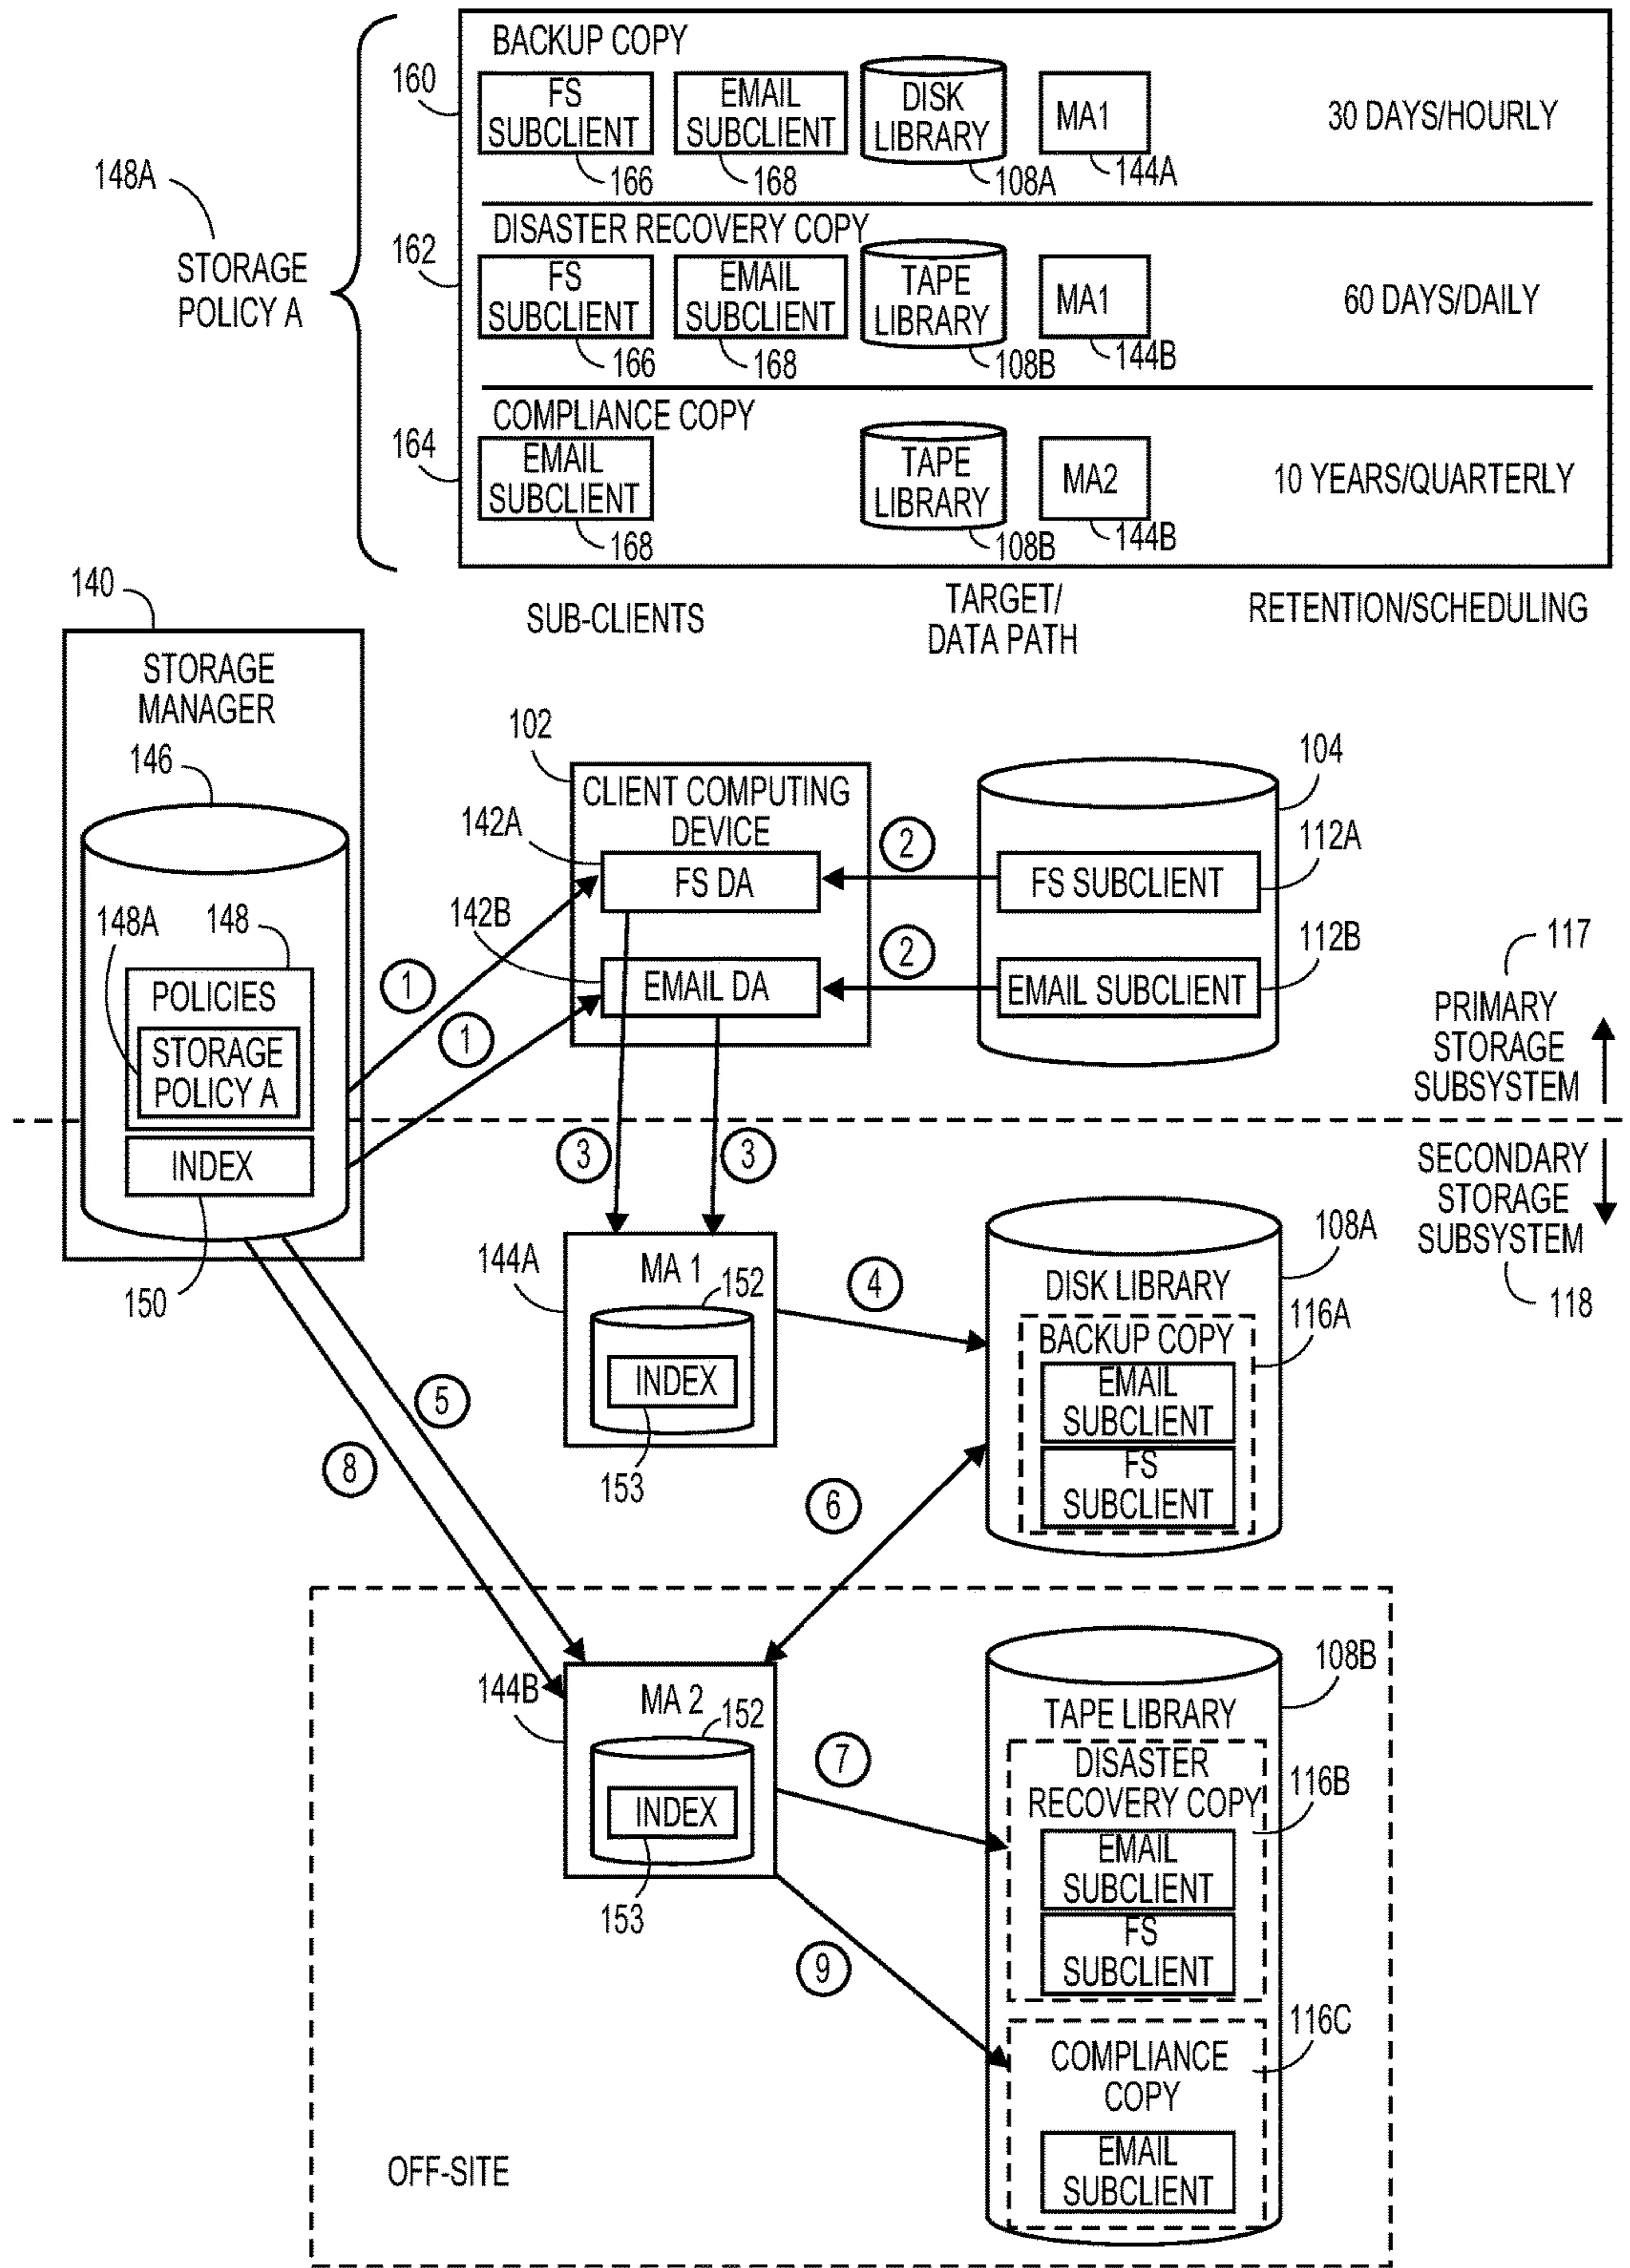 BACKUP COPY
160
FS
SUBCLIENT
166
EMAIL
SUBCLIENT
168
DISK
LIBRARY
108A
MA1
144A
30 DAYS/HOURLY
148A
STORAGE
POLICY A
DISASTER RECOVERY COPY
162
FS
SUBCLIENT
166
EMAIL
SUBCLIENT
168
TAPE
LIBRARY
108B
MA1
144B
60 DAYS/DAILY
COMPLIANCE COPY
164
EMAIL
SUBCLIENT
168
TAPE
LIBRARY
108B
MA2
144B
10 YEARS/QUARTERLY
SUB-CLIENTS
TARGET/
DATA PATH
RETENTION/SCHEDULING
140
STORAGE
MANAGER
146
148A
148
POLICIES
STORAGE
POLICY A
INDEX
150
1
1
102
CLIENT COMPUTING
DEVICE
142A
FS DA
142B
EMAIL DA
2
2
104
FS SUBCLIENT
112A
EMAIL SUBCLIENT
112B
117
PRIMARY
STORAGE
SUBSYSTEM
SECONDARY
STORAGE
SUBSYSTEM
118
3
3
144A
MA 1
152
INDEX
153
4
108A
DISK LIBRARY
116A
BACKUP COPY
EMAIL
SUBCLIENT
FS
SUBCLIENT
5
8
6
144B
MA 2
152
INDEX
153
7
9
108B
TAPE LIBRARY
DISASTER
RECOVERY COPY
116B
EMAIL
SUBCLIENT
FS
SUBCLIENT
116C
COMPLIANCE
COPY
EMAIL
SUBCLIENT
OFF-SITE